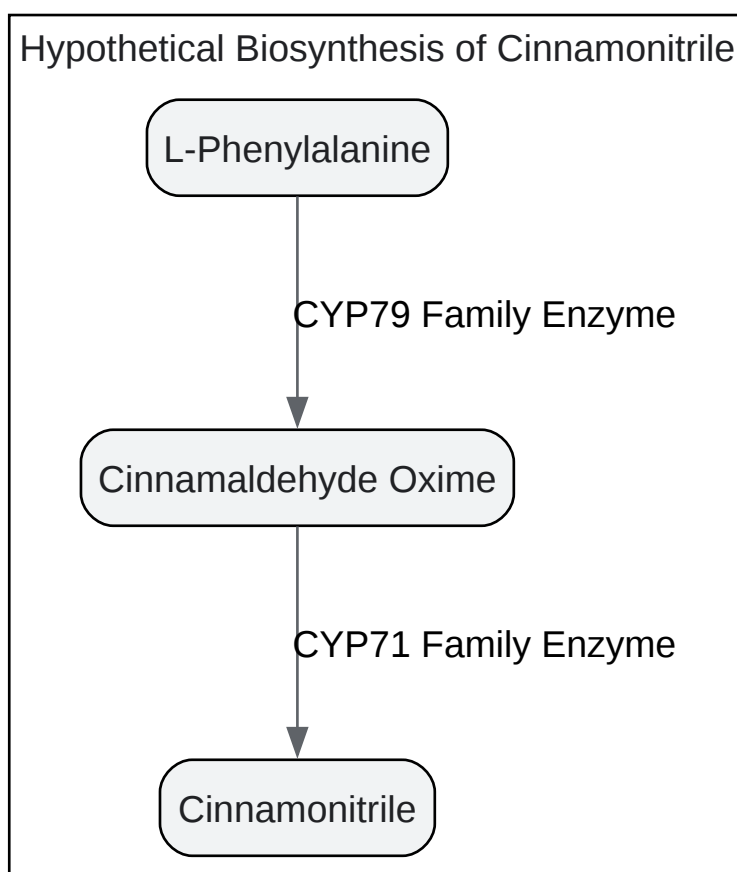 Hypothetical Biosynthesis of Cinnamonitrile
L-Phenylalanine
CYP79 Family Enzyme
Cinnamaldehyde Oxime
CYP71 Family Enzyme
Cinnamonitrile